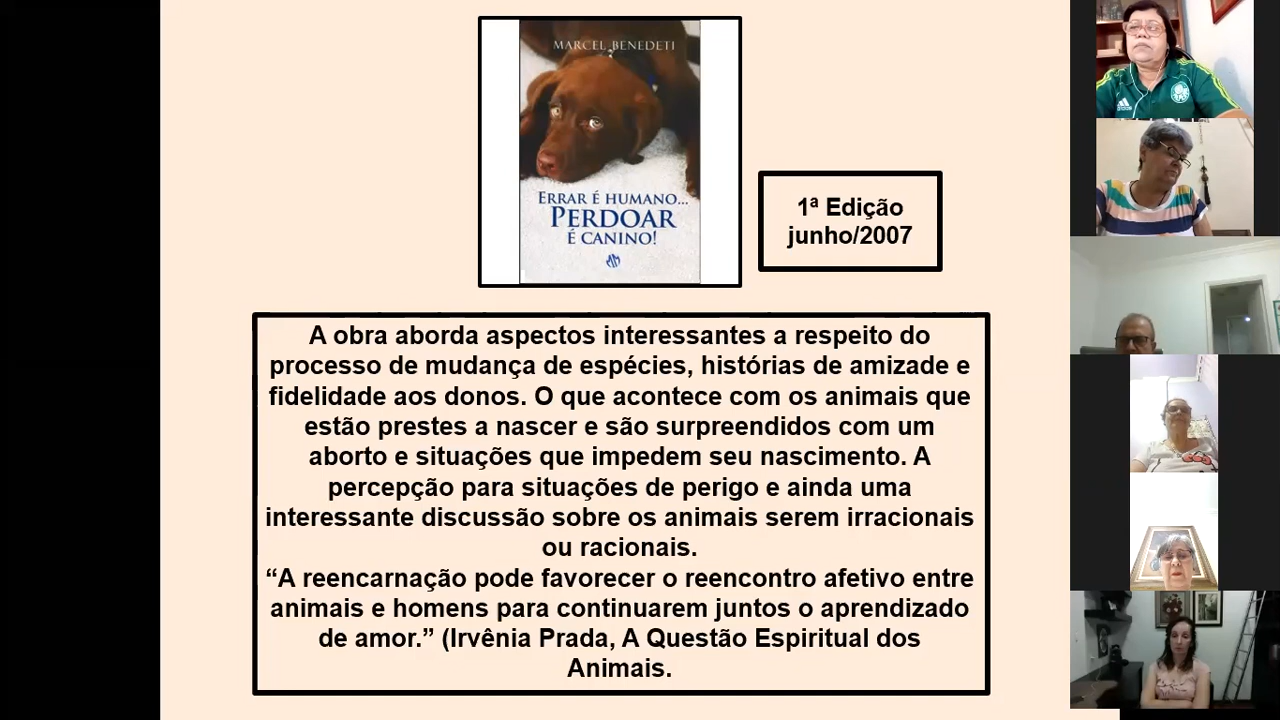 MARCEL BENEDETI
ERRAR É HUMANO...
PERDOAR
É CANINO!
1ª Edição
junho/2007
A obra aborda aspectos interessantes a respeito do
processo de mudança de espécies, histórias de amizade e
fidelidade aos donos. O que acontece com os animais que
estão prestes a nascer e são surpreendidos com um
aborto e situações que impedem seu nascimento. A
percepção para situações de perigo e ainda uma
interessante discussão sobre os animais serem irracionais
ou racionais.
“A reencarnação pode favorecer o reencontro afetivo entre
animais e homens para continuarem juntos o aprendizado
de amor.” (Irvênia Prada, A Questão Espiritual dos
Animais.
adidas